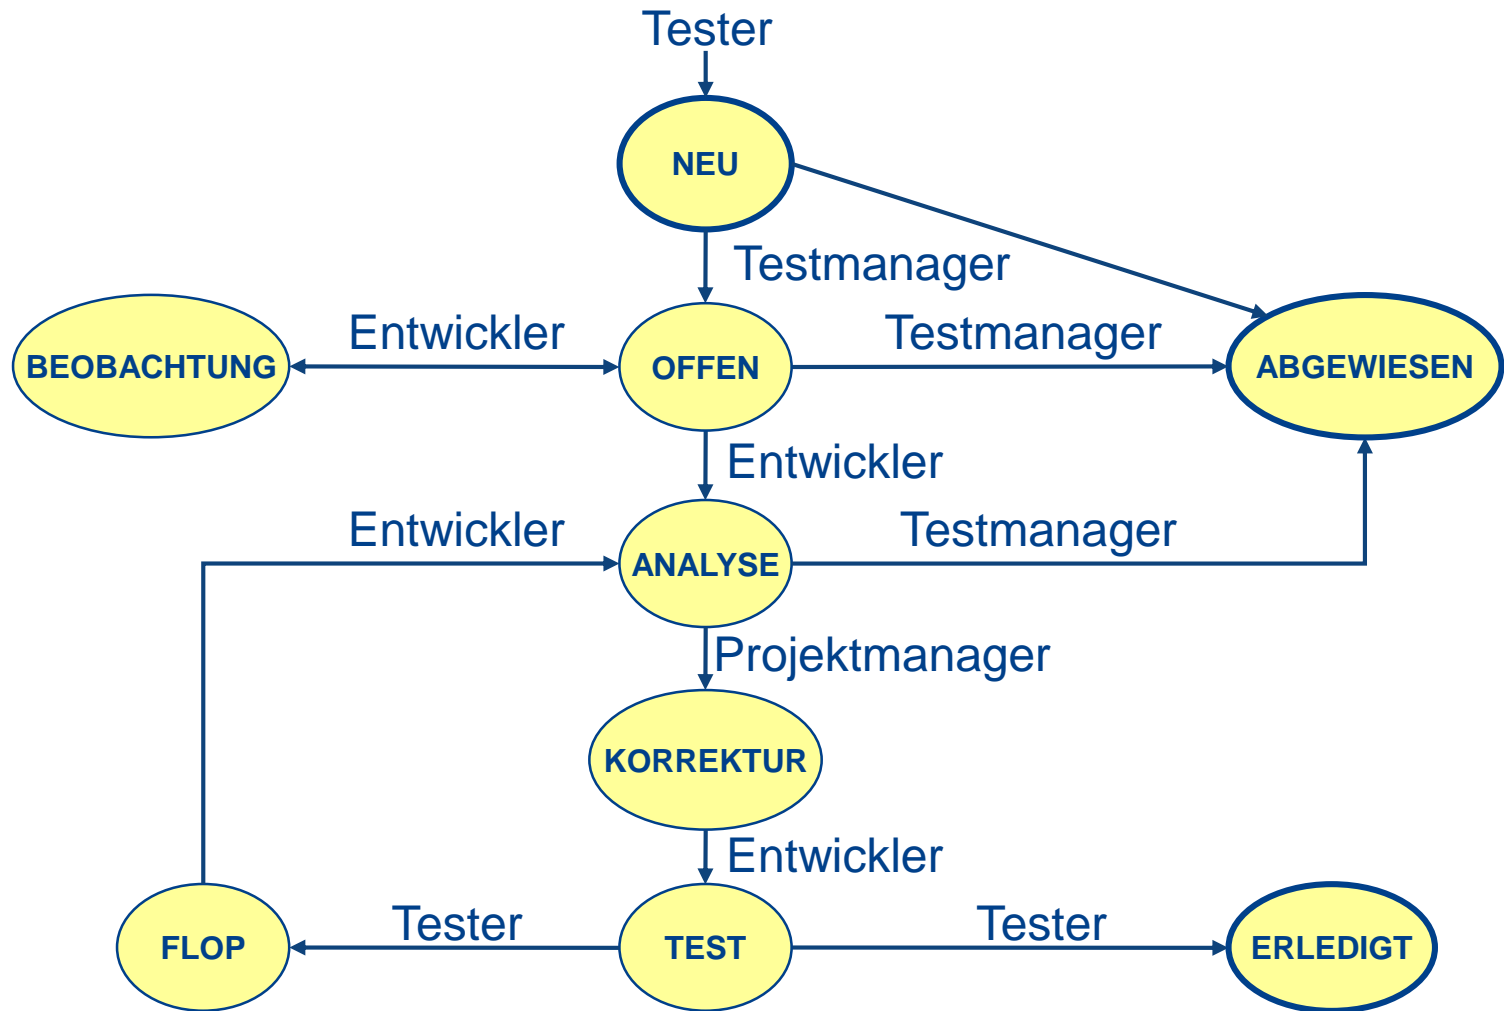 Tester
NEU
Testmanager
Entwickler
Testmanager
BEOBACHTUNG
OFFEN
ABGEWIESEN
Entwickler
Entwickler
Testmanager
ANALYSE
Projektmanager
KORREKTUR
Entwickler
Tester
Tester
FLOP
TEST
ERLEDIGT